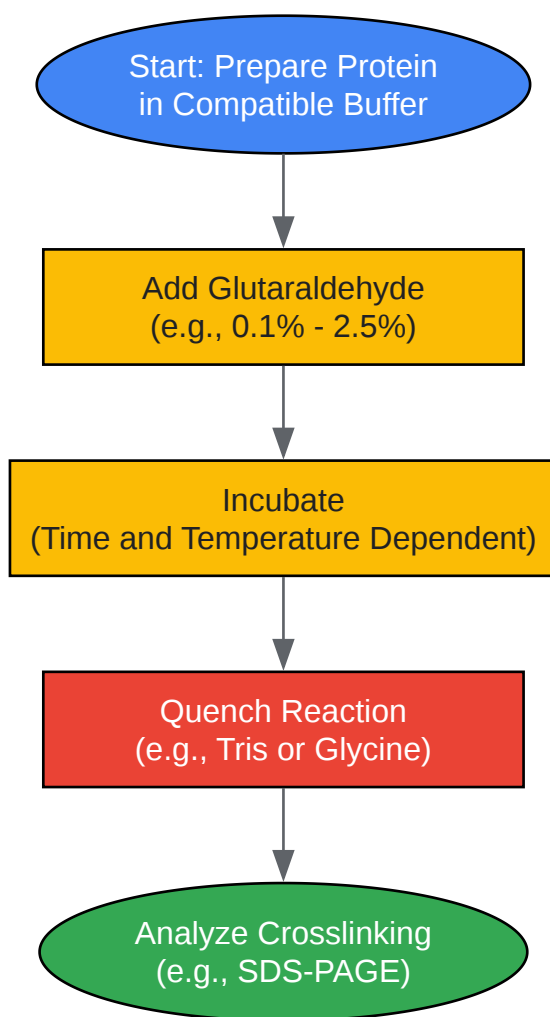 Start: Prepare Protein
in Compatible Buffer
Add Glutaraldehyde
(e.g., 0.1% - 2.5%)
Incubate
(Time and Temperature Dependent)
Quench Reaction
(e.g., Tris or Glycine)
Analyze Crosslinking
(e.g., SDS-PAGE)